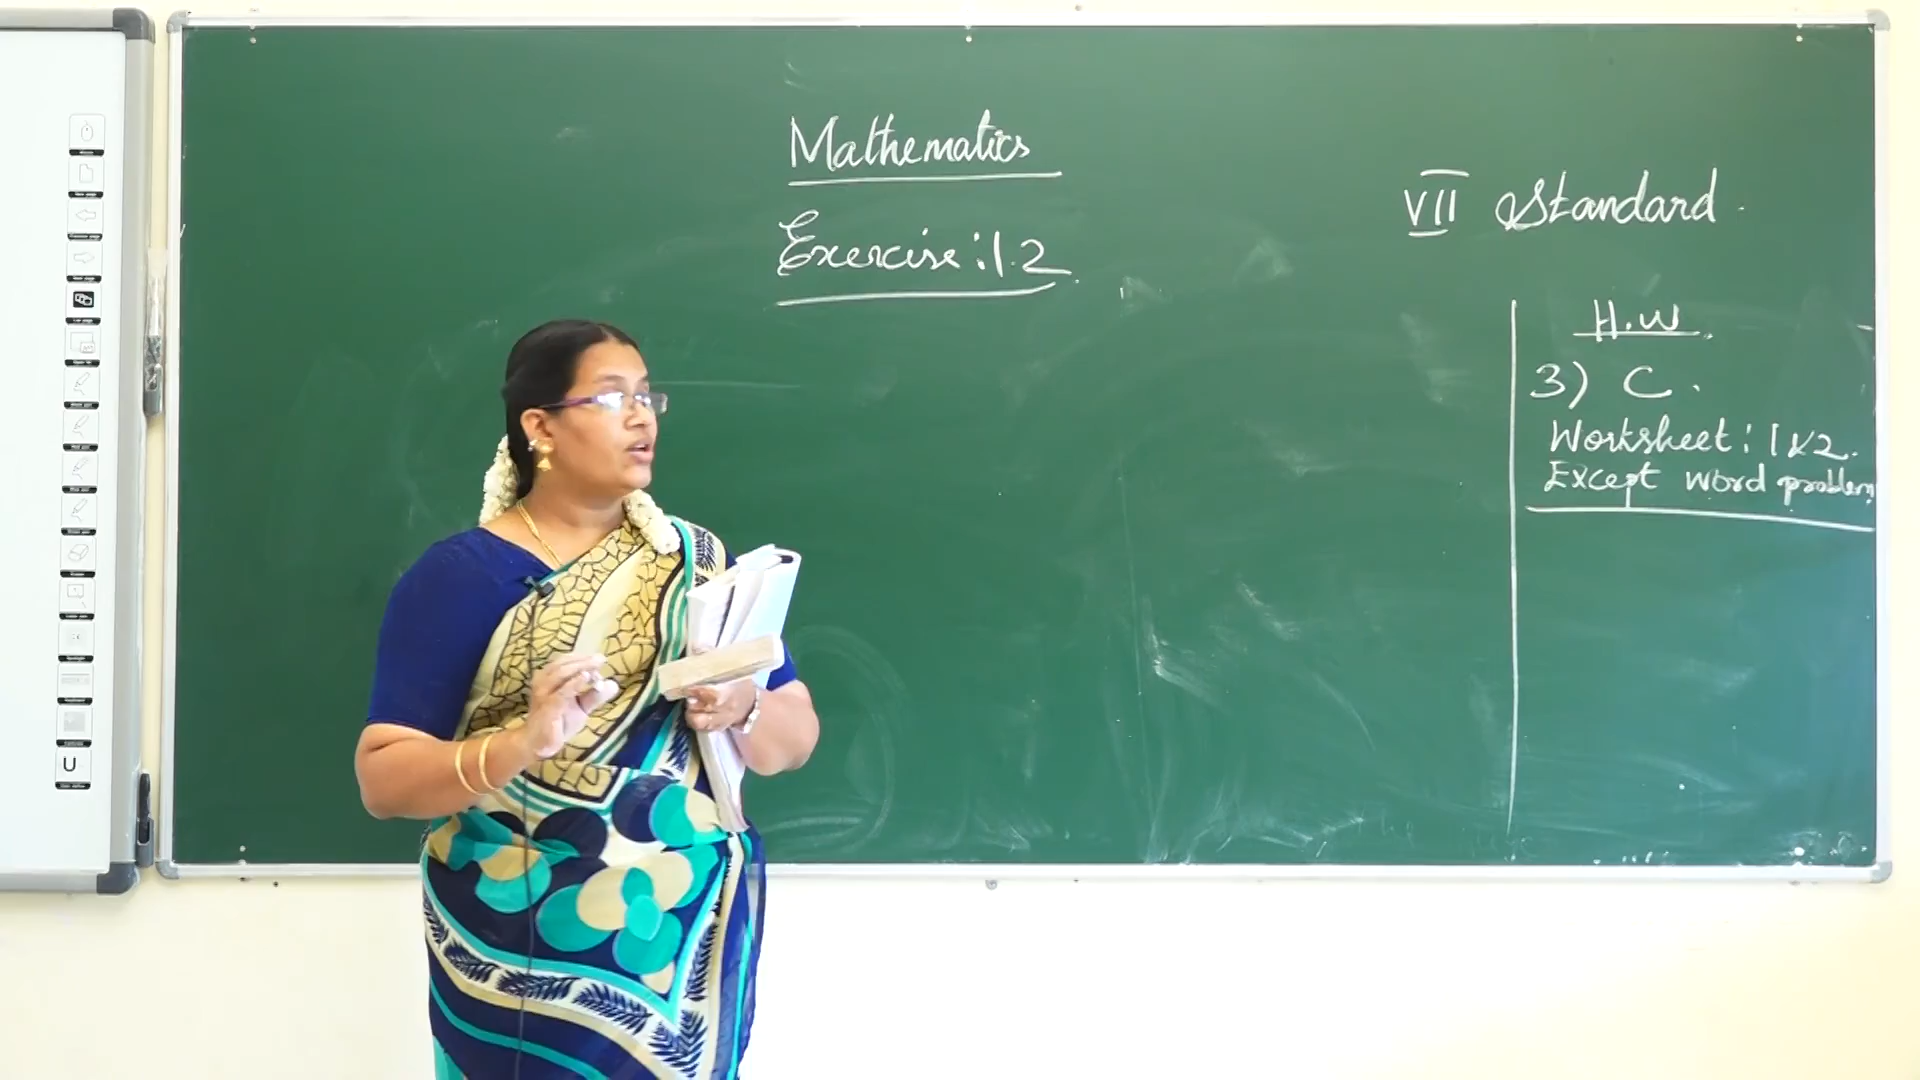 Mathematics
Exercise : 1.2
VII Standard.
H.W.
3) C.
Worksheet : 1 & 2.
Except word problem
U